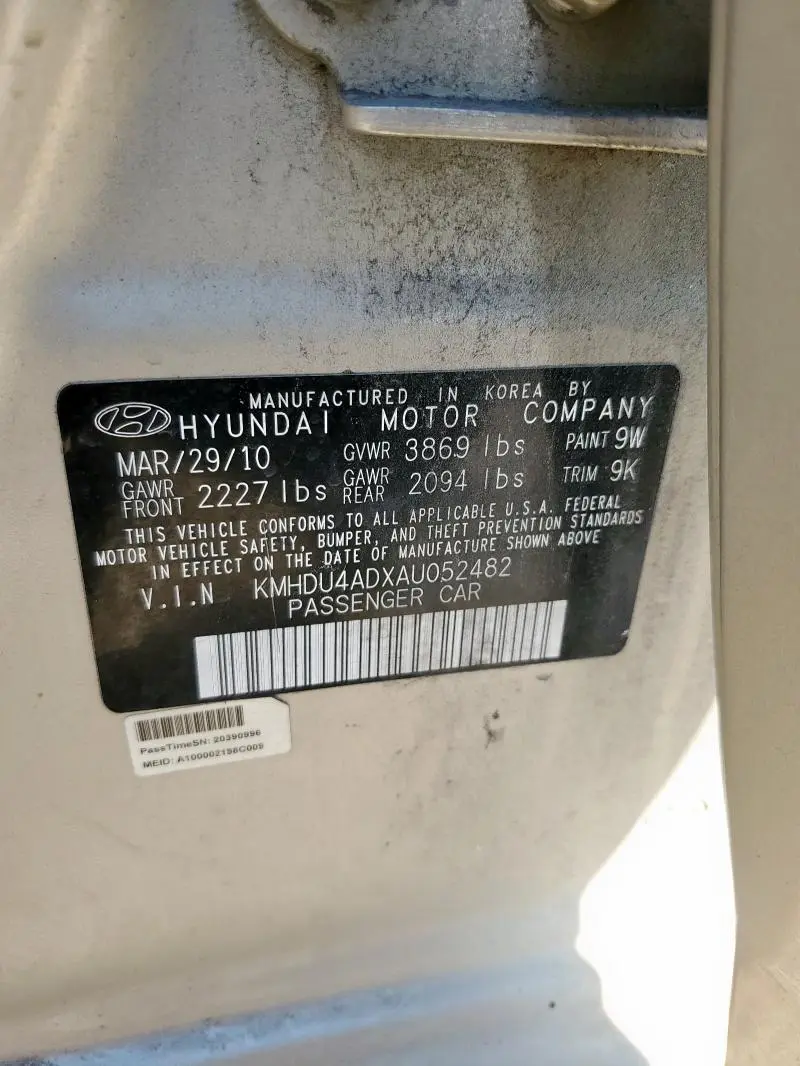 MANUFACTURED IN KOREA BY
HYUNDAI MOTOR COMPANY
MAR/29/10 GVWR 3869 lbs PAINT 9W
GAWR FRONT 2227 lbs GAWR REAR 2094 lbs TRIM 9K
THIS VEHICLE CONFORMS TO ALL APPLICABLE U.S.A. FEDERAL
MOTOR VEHICLE SAFETY, BUMPER, AND THEFT PREVENTION STANDARDS
IN EFFECT ON THE DATE OF MANUFACTURE SHOWN ABOVE
V.I.N KMHDU4ADXAU052482
PASSENGER CAR
PassTimeSN: 20390996
MEID: A100002198C009